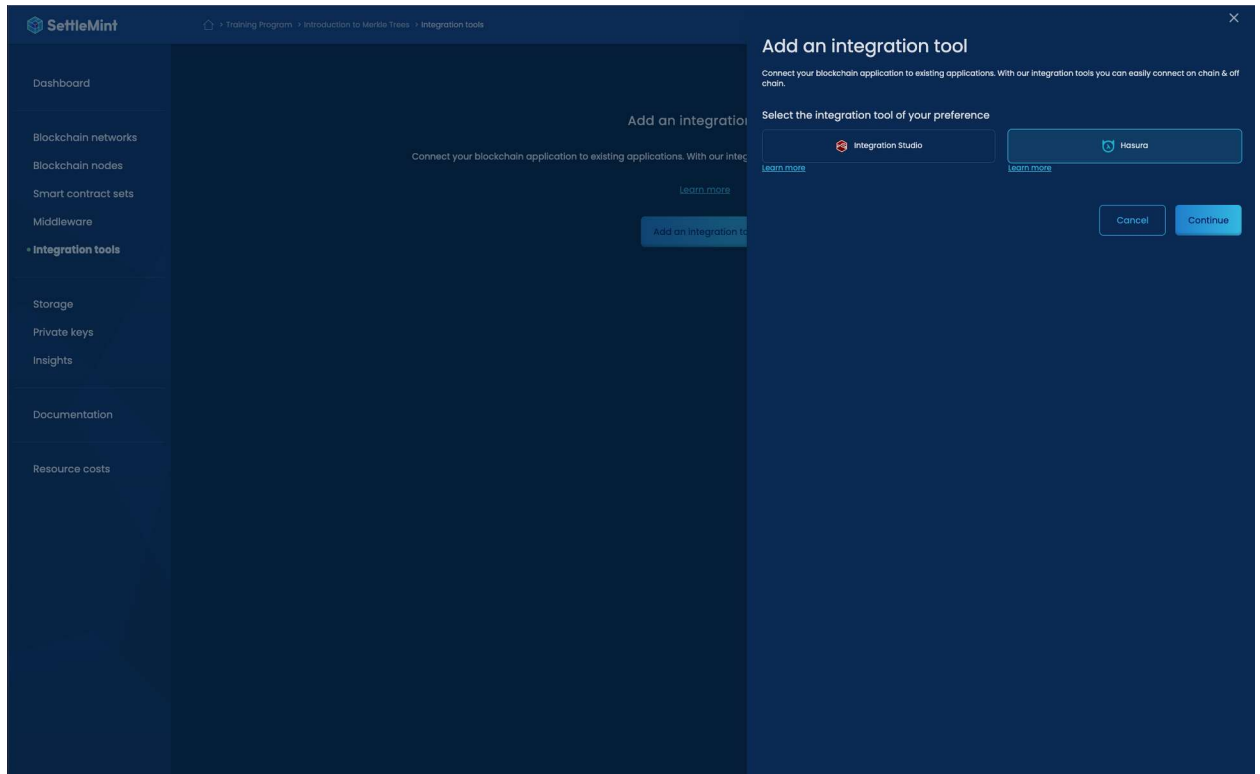 SettleMint
> Training Program > Introduction to Merkle Trees > Integration tools
Dashboard
Blockchain networks
Blockchain nodes
Smart contract sets
Middleware
Integration tools
Storage
Private keys
Insights
Documentation
Resource costs
Add an integration
Connect your blockchain application to existing applications. With our integ
Learn more
Add an integration to
Add an integration tool
Connect your blockchain application to existing applications. With our integration tools you can easily connect on chain & off
chain.
Select the integration tool of your preference
Integration Studio
Hasura
Learn more
Learn more
Cancel
Continue